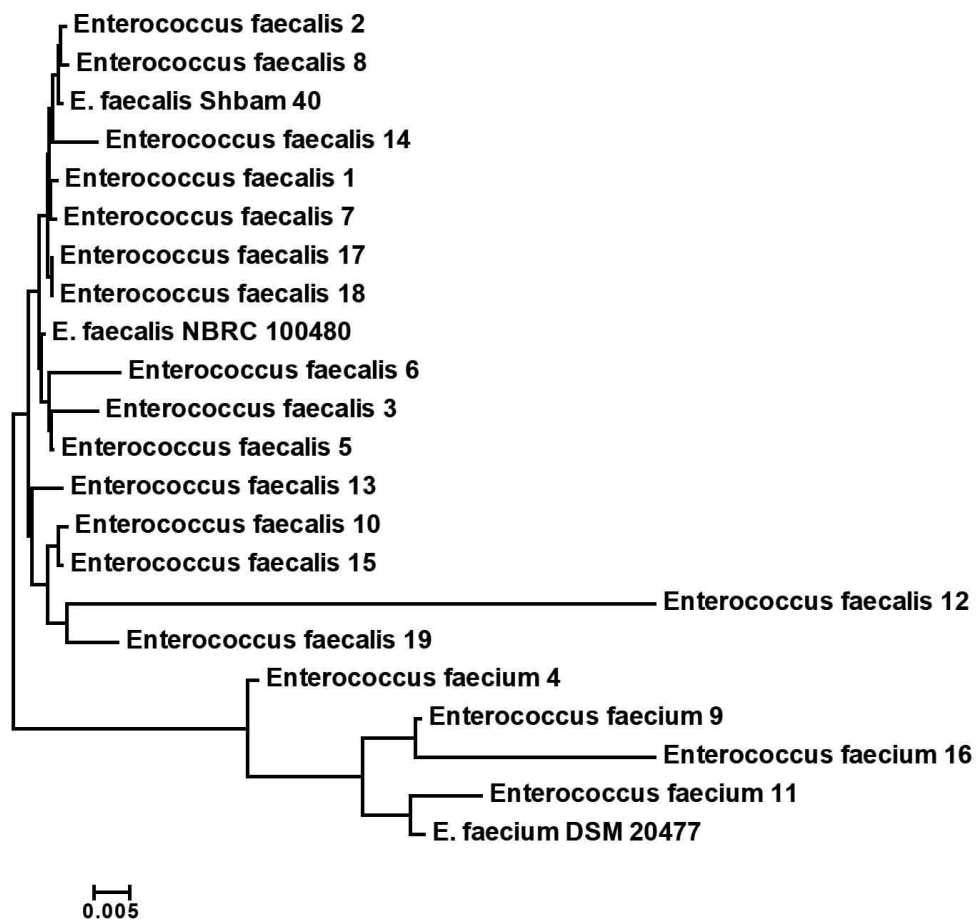 Enterococcus faecalis 2
Enterococcus faecalis 8
E. faecalis Shbam 40
Enterococcus faecalis 14
Enterococcus faecalis 1
Enterococcus faecalis 7
Enterococcus faecalis 17
Enterococcus faecalis 18
E. faecalis NBRC 100480
Enterococcus faecalis 6
Enterococcus faecalis 3
Enterococcus faecalis 5
Enterococcus faecalis 13
Enterococcus faecalis 10
Enterococcus faecalis 15
Enterococcus faecalis 12
Enterococcus faecalis 19
Enterococcus faecium 4
Enterococcus faecium 9
Enterococcus faecium 16
Enterococcus faecium 11
E. faecium DSM 20477
0.005